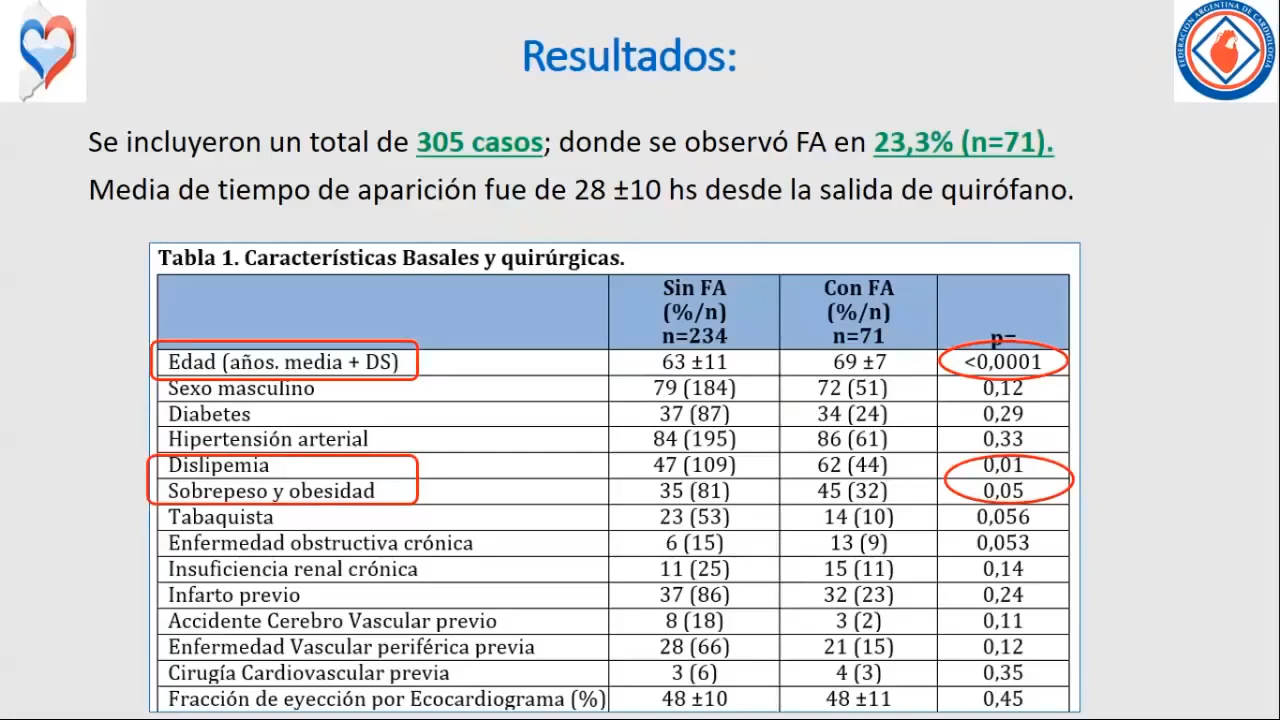 FEDERACIÓN ARGENTINA DE CARDIOLOGÍA
Resultados:
Se incluyeron un total de 305 casos; donde se observó FA en 23,3% (n=71).
Media de tiempo de aparición fue de 28 ±10 hs desde la salida de quirófano.
Tabla 1. Características Basales y quirúrgicas.
Sin FA (%/n) n=234 Con FA (%/n) n=71 p=
Edad (años. media + DS) 63 ±11 69 ±7 <0,0001
Sexo masculino 79 (184) 72 (51) 0,12
Diabetes 37 (87) 34 (24) 0,29
Hipertensión arterial 84 (195) 86 (61) 0,33
Dislipemia 47 (109) 62 (44) 0,01
Sobrepeso y obesidad 35 (81) 45 (32) 0,05
Tabaquista 23 (53) 14 (10) 0,056
Enfermedad obstructiva crónica 6 (15) 13 (9) 0,053
Insuficiencia renal crónica 11 (25) 15 (11) 0,14
Infarto previo 37 (86) 32 (23) 0,24
Accidente Cerebro Vascular previo 8 (18) 3 (2) 0,11
Enfermedad Vascular periférica previa 28 (66) 21 (15) 0,12
Cirugía Cardiovascular previa 3 (6) 4 (3) 0,35
Fracción de eyección por Ecocardiograma (%) 48 ±10 48 ±11 0,45